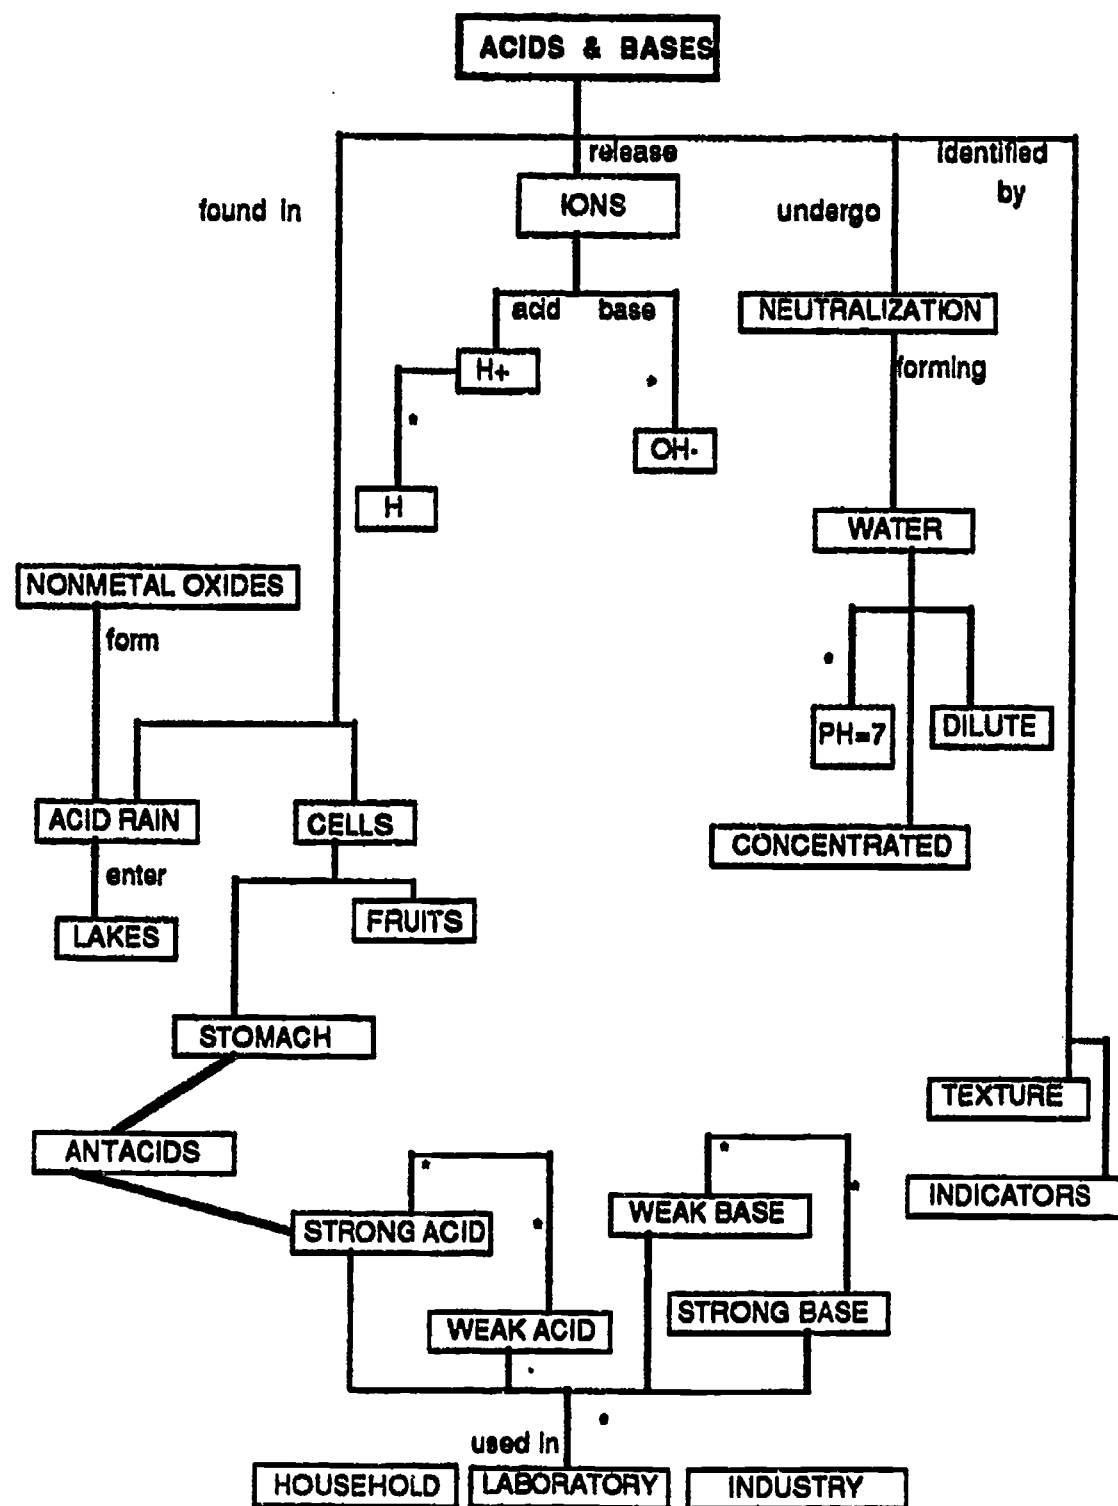 ACIDS & BASES
release
identified
by
found in
IONS
undergo
acid base
NEUTRALIZATION
H+
*
forming
*
OH-
H
WATER
NONMETAL OXIDES
form
*
PH=7
DILUTE
ACID RAIN
CELLS
CONCENTRATED
enter
FRUITS
LAKES
STOMACH
TEXTURE
ANTACIDS
*
*
*
INDICATORS
STRONG ACID
*
WEAK BASE
WEAK ACID
STRONG BASE
*
used in
HOUSEHOLD
LABORATORY
INDUSTRY